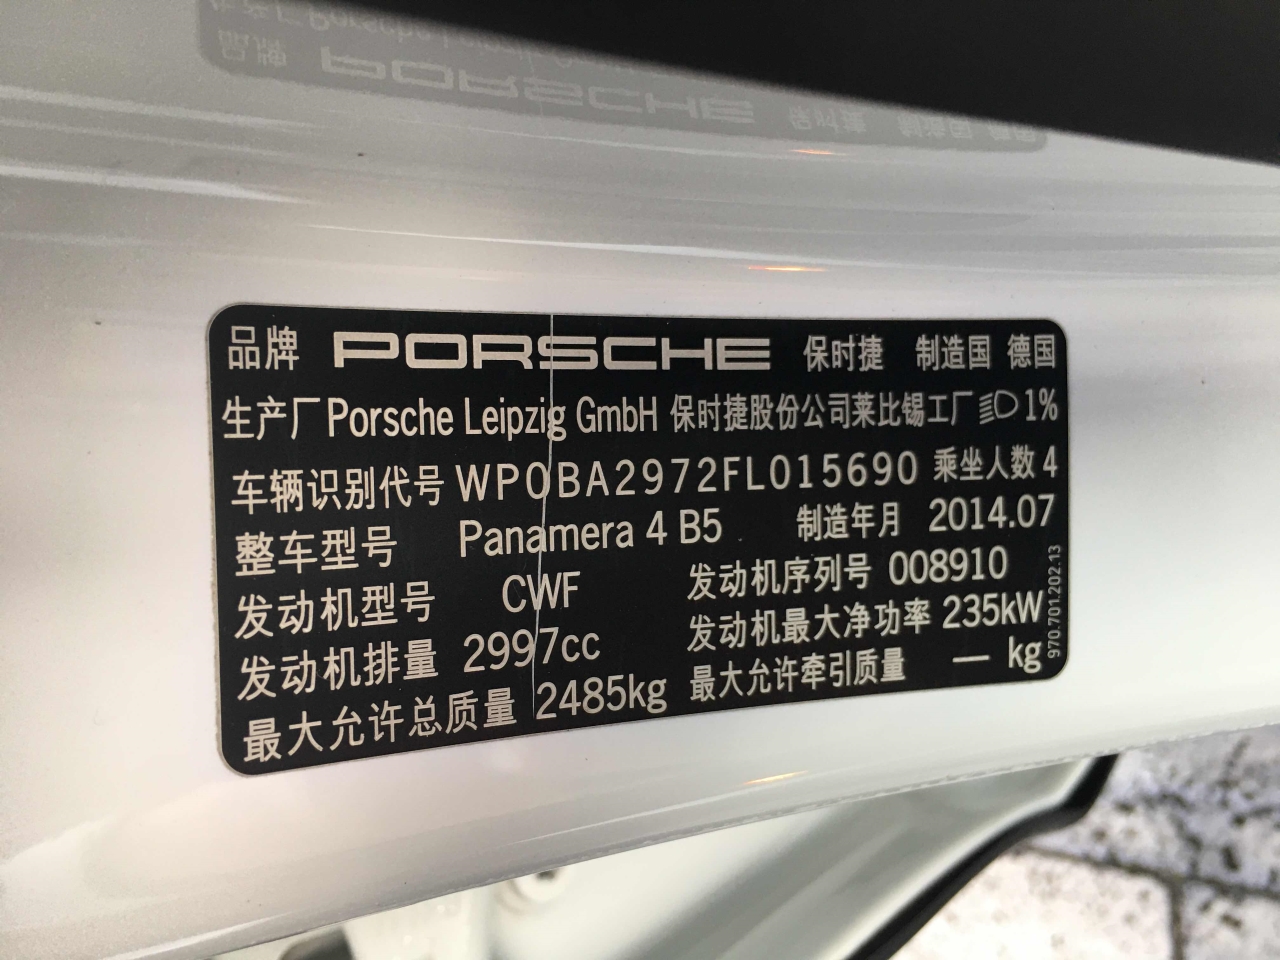 品牌 PORSCHE 保时捷 制造国 德国
生产厂 Porsche Leipzig GmbH 保时捷股份公司莱比锡工厂 1%
车辆识别代号 WP0BA2972FL015690 乘坐人数 4
整车型号 Panamera 4 B5 制造年月 2014.07
发动机型号 CWF 发动机序列号 008910
发动机排量 2997cc 发动机最大净功率 235kW
最大允许总质量 2485kg 最大允许牵引质量 — kg
970.701.202.13